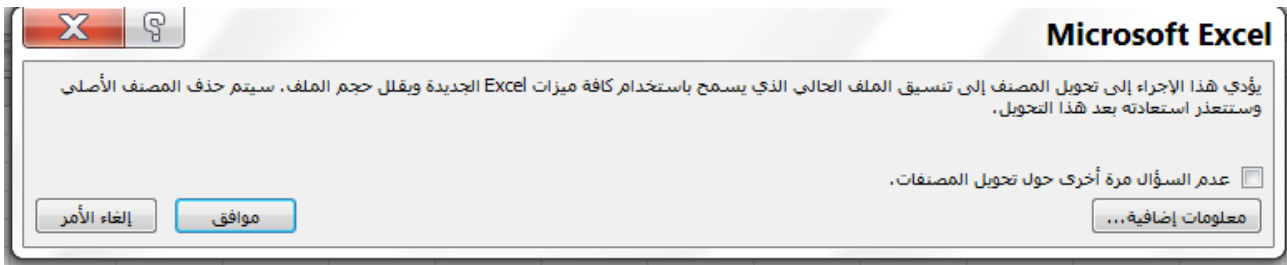 Microsoft Excel
يؤدي هذا الإجراء إلى تحويل المصنف إلى تنسيق الملف الحالي الذي يسمح باستخدام كافة ميزات Excel الجديدة ويقلل حجم الملف. سيتم حذف المصنف الأصلي
وستتعذر استعادته بعد هذا التحويل.
عدم السؤال مرة أخرى حول تحويل المصنفات.
معلومات إضافية... موافق إلغاء الأمر